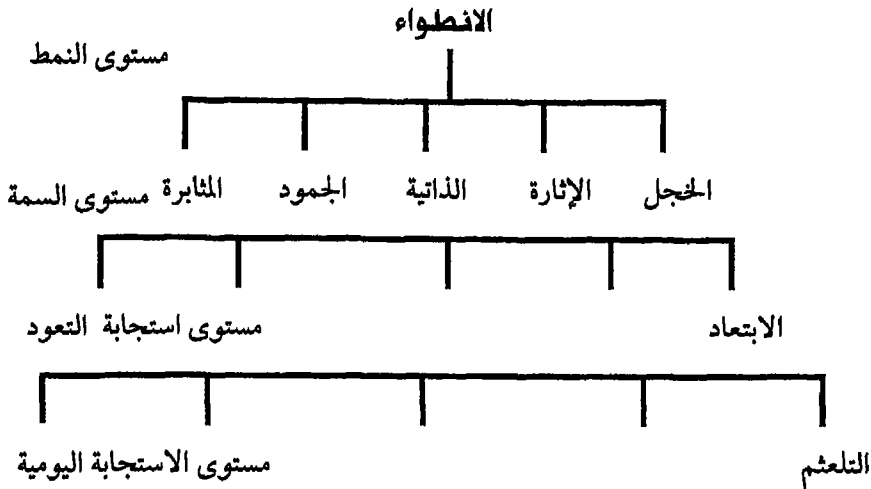 الانطواء
مستوى النمط
الخجل الإثارة الذاتية الجمود المثابرة مستوى السمة
الابتعاد مستوى استجابة التعود
التلعثم مستوى الاستجابة اليومية